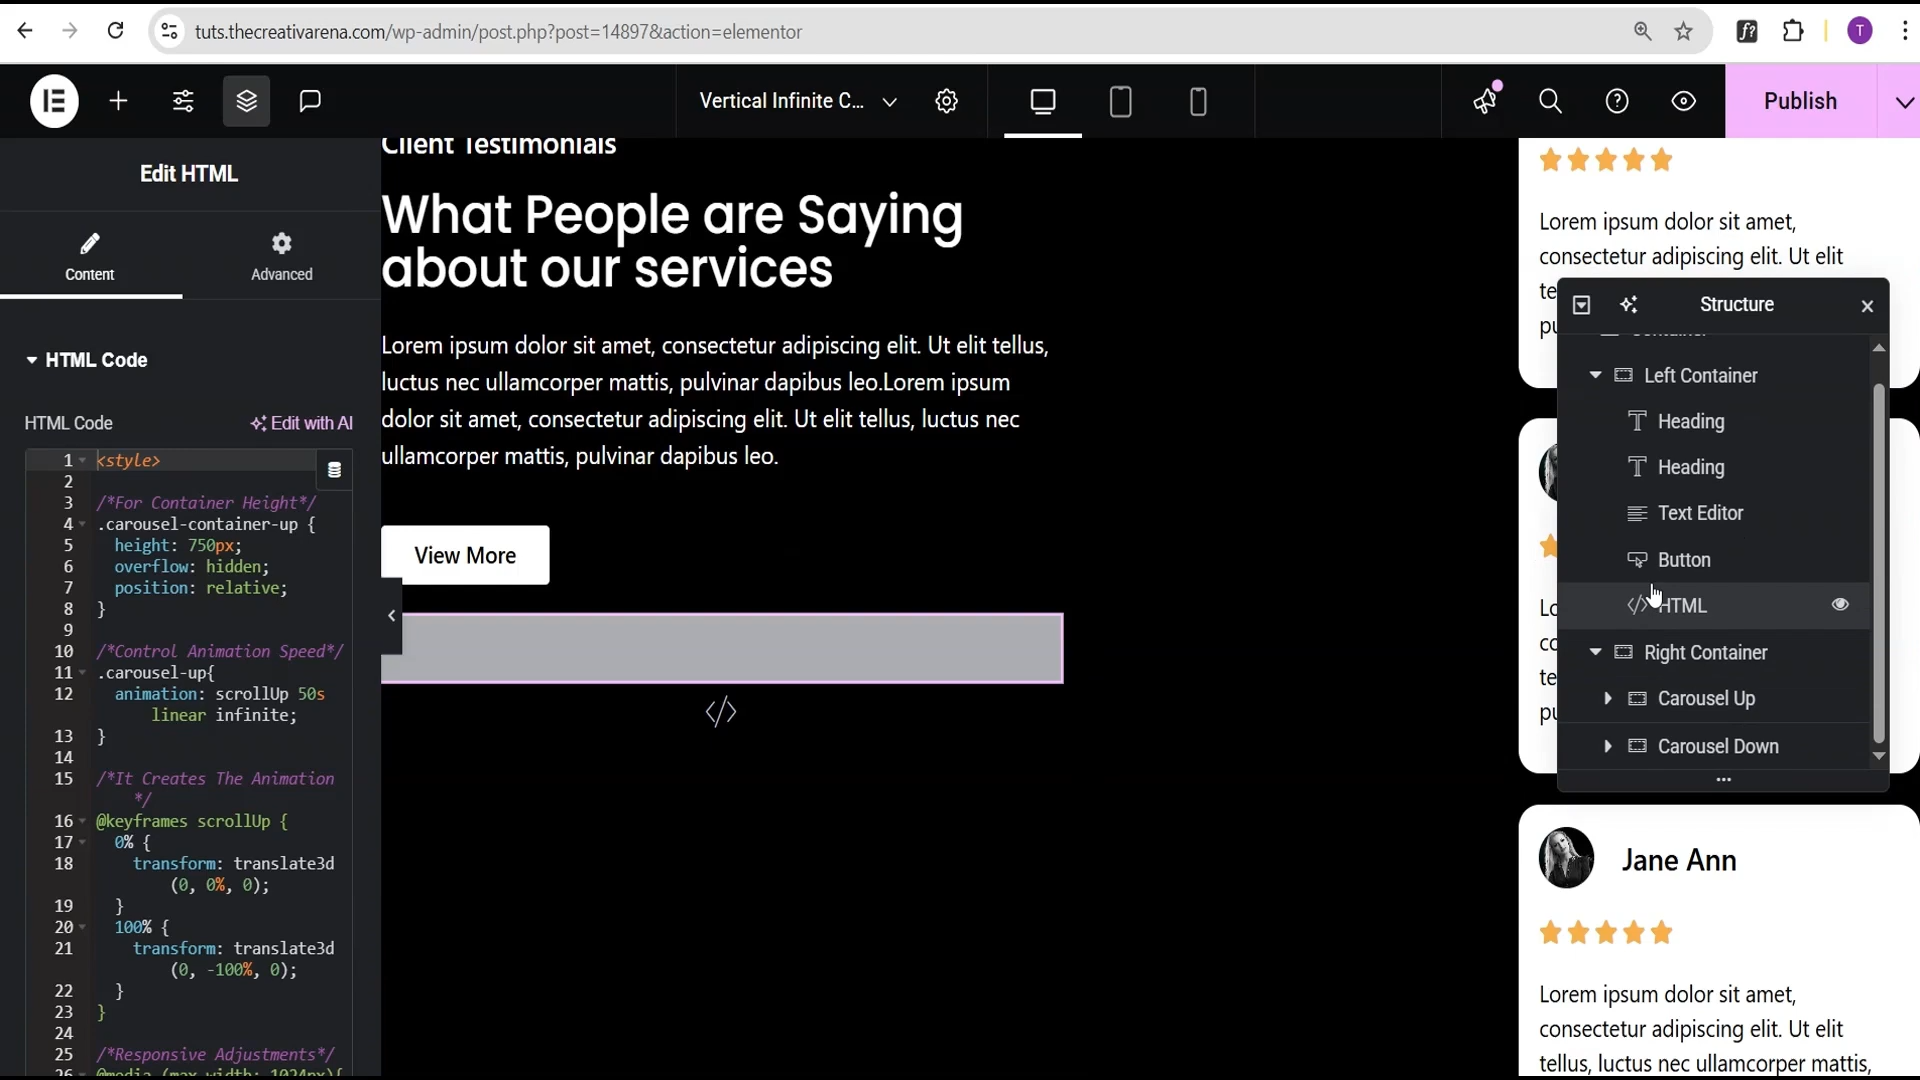 tuts.thecreativarena.com/wp-admin/post.php?post=14897&action=elementor
T
Vertical Infinite C...
Publish
Edit HTML
Content
Advanced
HTML Code
HTML Code
Edit with AI
1 <style>
2
3 /*For Container Height*/
4 .carousel-container-up {
5 height: 750px;
6 overflow: hidden;
7 position: relative;
8 }
9
10 /*Control Animation Speed*/
11 .carousel-up{
12 animation: scrollUp 50s
linear infinite;
13 }
14
15 /*It Creates The Animation
*/
16 @keyframes scrollUp {
17 0% {
18 transform: translate3d
(0, 0%, 0);
19 }
20 100% {
21 transform: translate3d
(0, -100%, 0);
22 }
23 }
24
25 /*Responsive Adjustments*/
26 @media (max-width: 1024px){
Client Testimonials
What People are Saying
about our services
Lorem ipsum dolor sit amet, consectetur adipiscing elit. Ut elit tellus,
luctus nec ullamcorper mattis, pulvinar dapibus leo.Lorem ipsum
dolor sit amet, consectetur adipiscing elit. Ut elit tellus, luctus nec
ullamcorper mattis, pulvinar dapibus leo.
View More
Lorem ipsum dolor sit amet,
consectetur adipiscing elit. Ut elit
Structure
Container
Left Container
Heading
Heading
Text Editor
Button
HTML
Right Container
Carousel Up
Carousel Down
Jane Ann
Lorem ipsum dolor sit amet,
consectetur adipiscing elit. Ut elit
tellus, luctus nec ullamcorper mattis,